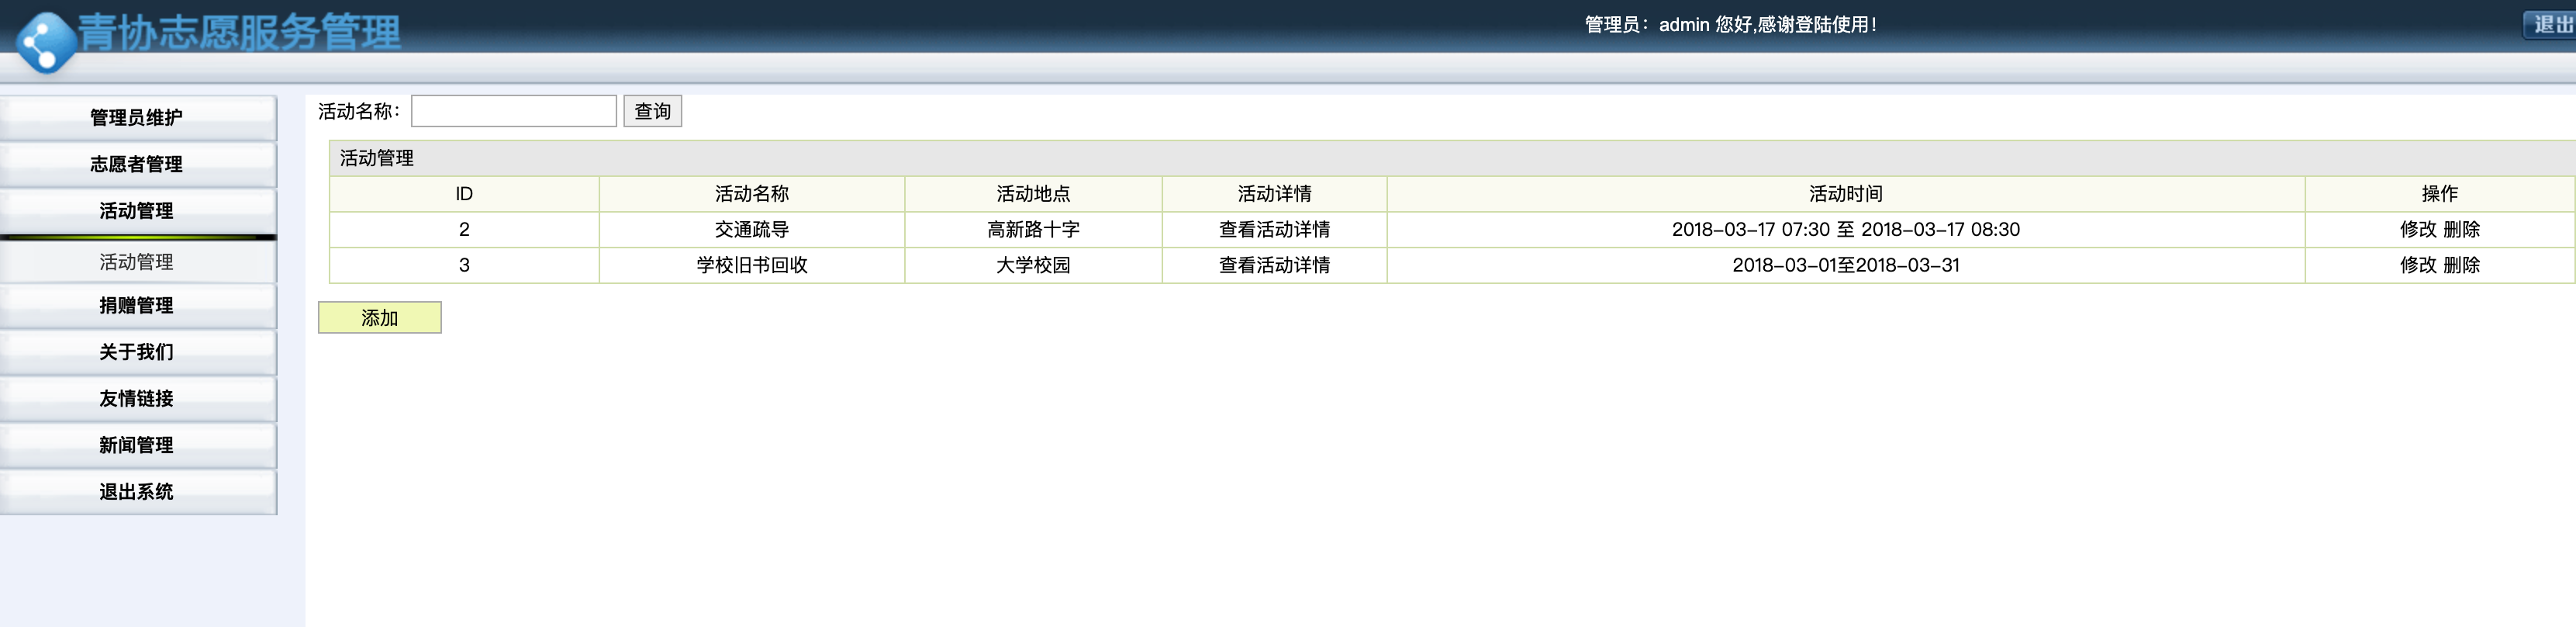 青协志愿服务管理
管理员：admin 您好,感谢登陆使用！
退出
管理员维护
志愿者管理
活动管理
活动管理
捐赠管理
关于我们
友情链接
新闻管理
退出系统
活动名称： 查询
活动管理
ID 活动名称 活动地点 活动详情 活动时间 操作
2 交通疏导 高新路十字 查看活动详情 2018-03-17 07:30 至 2018-03-17 08:30 修改 删除
3 学校旧书回收 大学校园 查看活动详情 2018-03-01至2018-03-31 修改 删除
添加